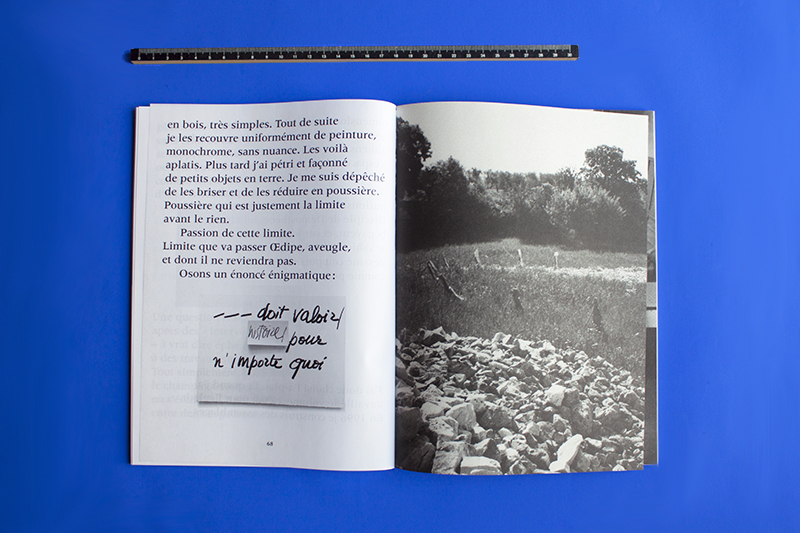 en bois, très simples. Tout de suite
je les recouvre uniformément de peinture,
monochrome, sans nuance. Les voilà
aplatis. Plus tard j’ai pétri et façonné
de petits objets en terre. Je me suis dépêché
de les briser et de les réduire en poussière.
Poussière qui est justement la limite
avant le rien.
Passion de cette limite.
Limite que va passer Œdipe, aveugle,
et dont il ne reviendra pas.
Osons un énoncé énigmatique :
--- doit valoir
pour
n'importe quoi
68